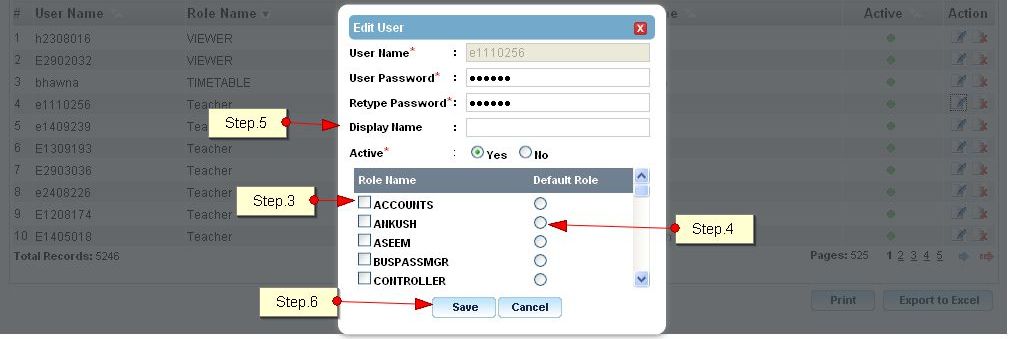 # User Name Role Name Name Active Action
1 h2308016 VIEWER
2 E2902032 VIEWER
3 bhawna TIMETABLE
4 e1110256 Teacher
5 e1409239 Teacher
6 E1309193 Teacher
7 E2903036 Teacher
8 e2408226 Teacher
9 E1208174 Teacher
10 E1405018 Teacher
Total Records: 5246 Pages: 525 1 2 3 4 5
Print Export to Excel
Edit User X
User Name* : e1110256
User Password* : ••••••
Retype Password* : ••••••
Step.5
Display Name :
Active* : Yes No
Role Name Default Role
Step.3
ACCOUNTS
ANKUSH
Step.4
ASEEM
BUSPASSMGR
CONTROLLER
Step.6
Save Cancel